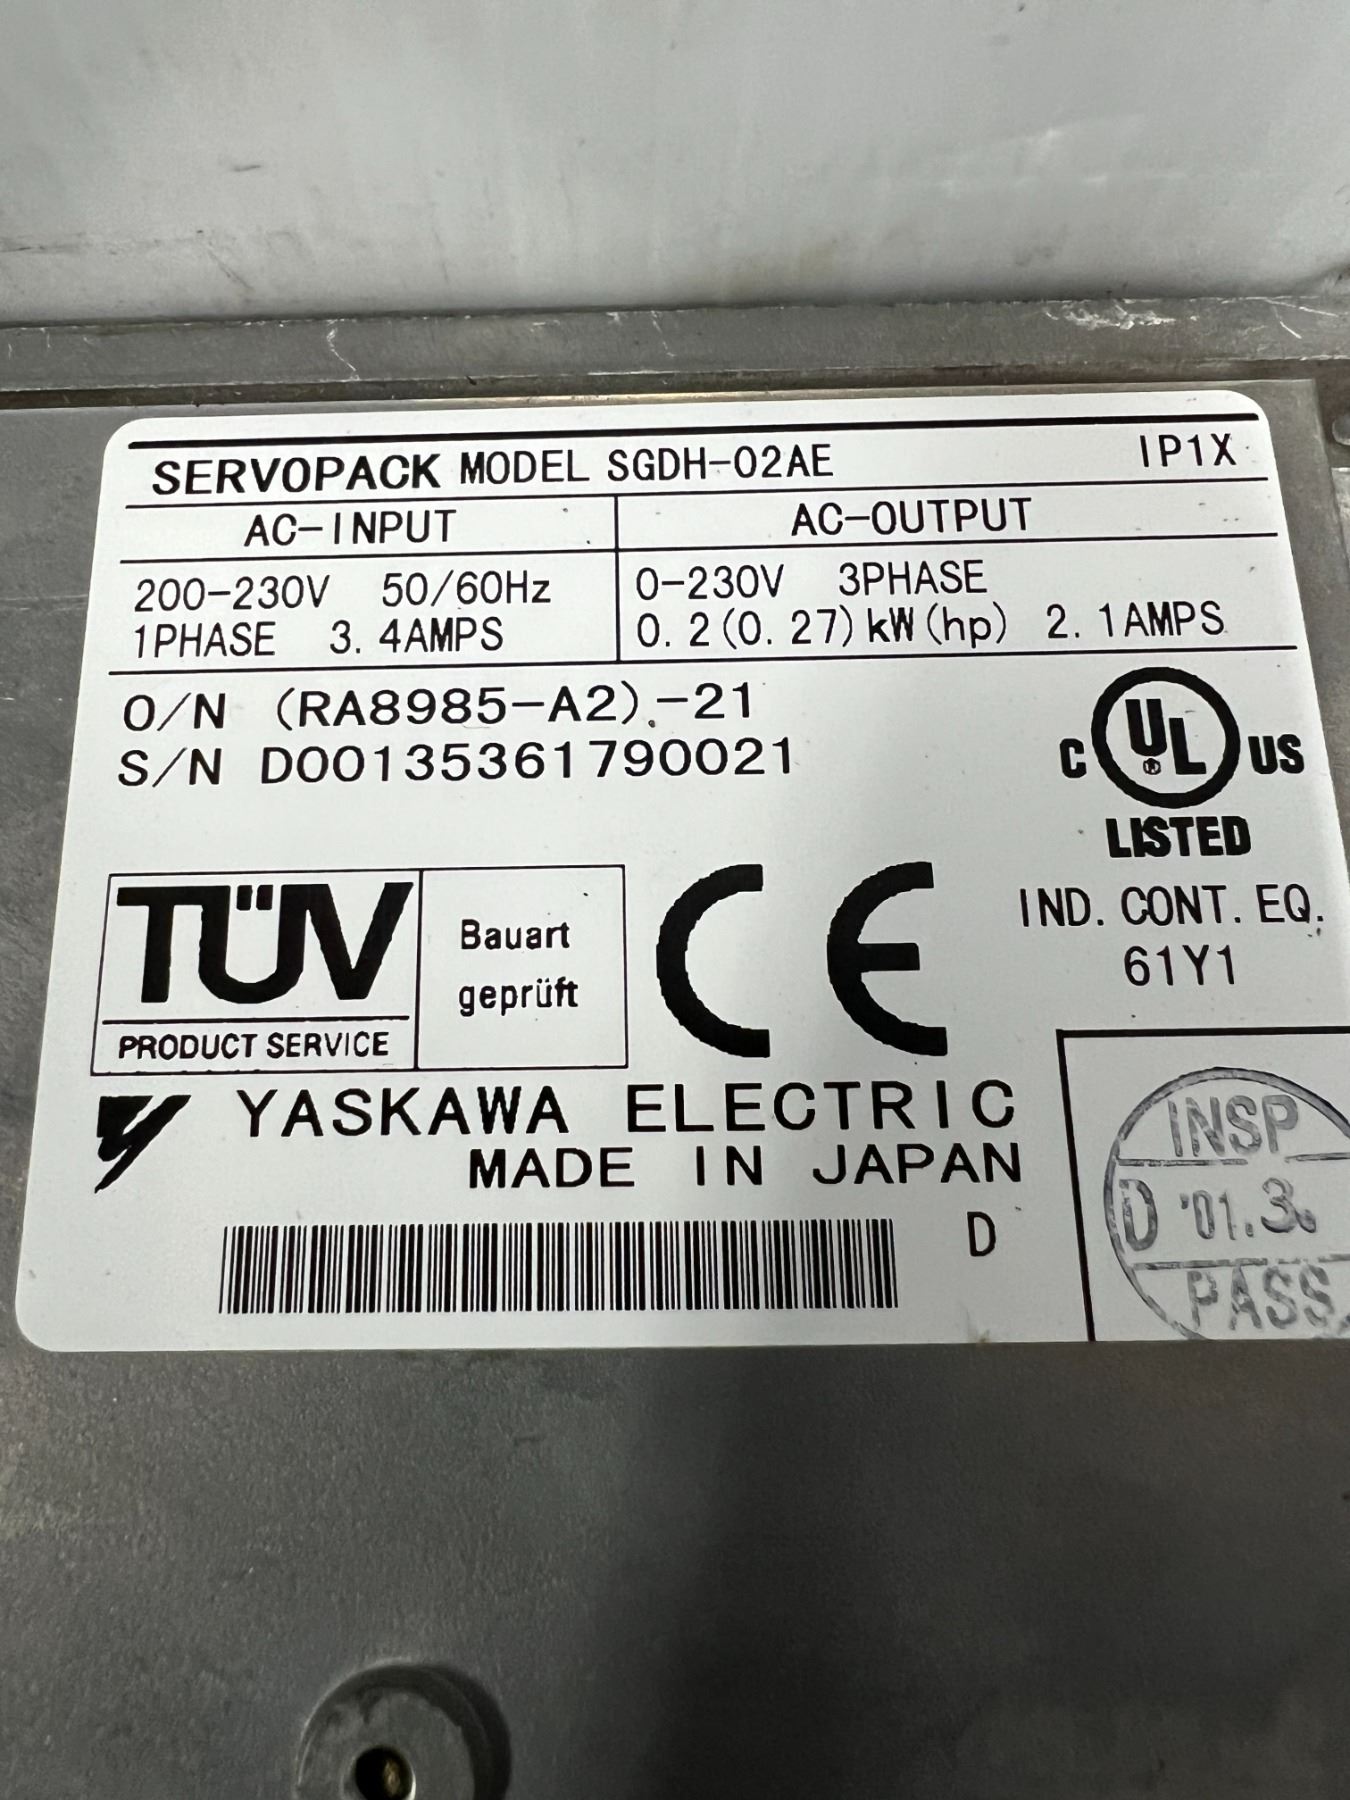 SERVOPACK MODEL SGDH-02AE IP1X
AC-INPUT AC-OUTPUT
200-230V 50/60Hz 0-230V 3PHASE
1PHASE 3.4AMPS 0.2(0.27)kW(hp) 2.1AMPS
O/N (RA8985-A2).-21
S/N D00135361790021
C UL® US
LISTED
IND. CONT. EQ.
61Y1
TÜV
PRODUCT SERVICE
Bauart
geprüft
CE
YASKAWA ELECTRIC
MADE IN JAPAN
D
INSP
D '01.3.
PASS